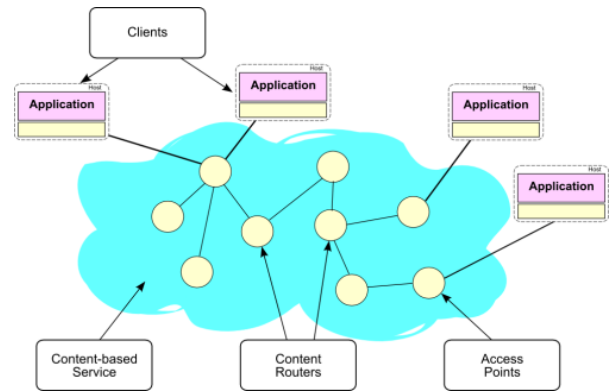 Clients
Host
Application
Host
Application
Host
Application
Host
Application
Content-based
Service
Content
Routers
Access
Points